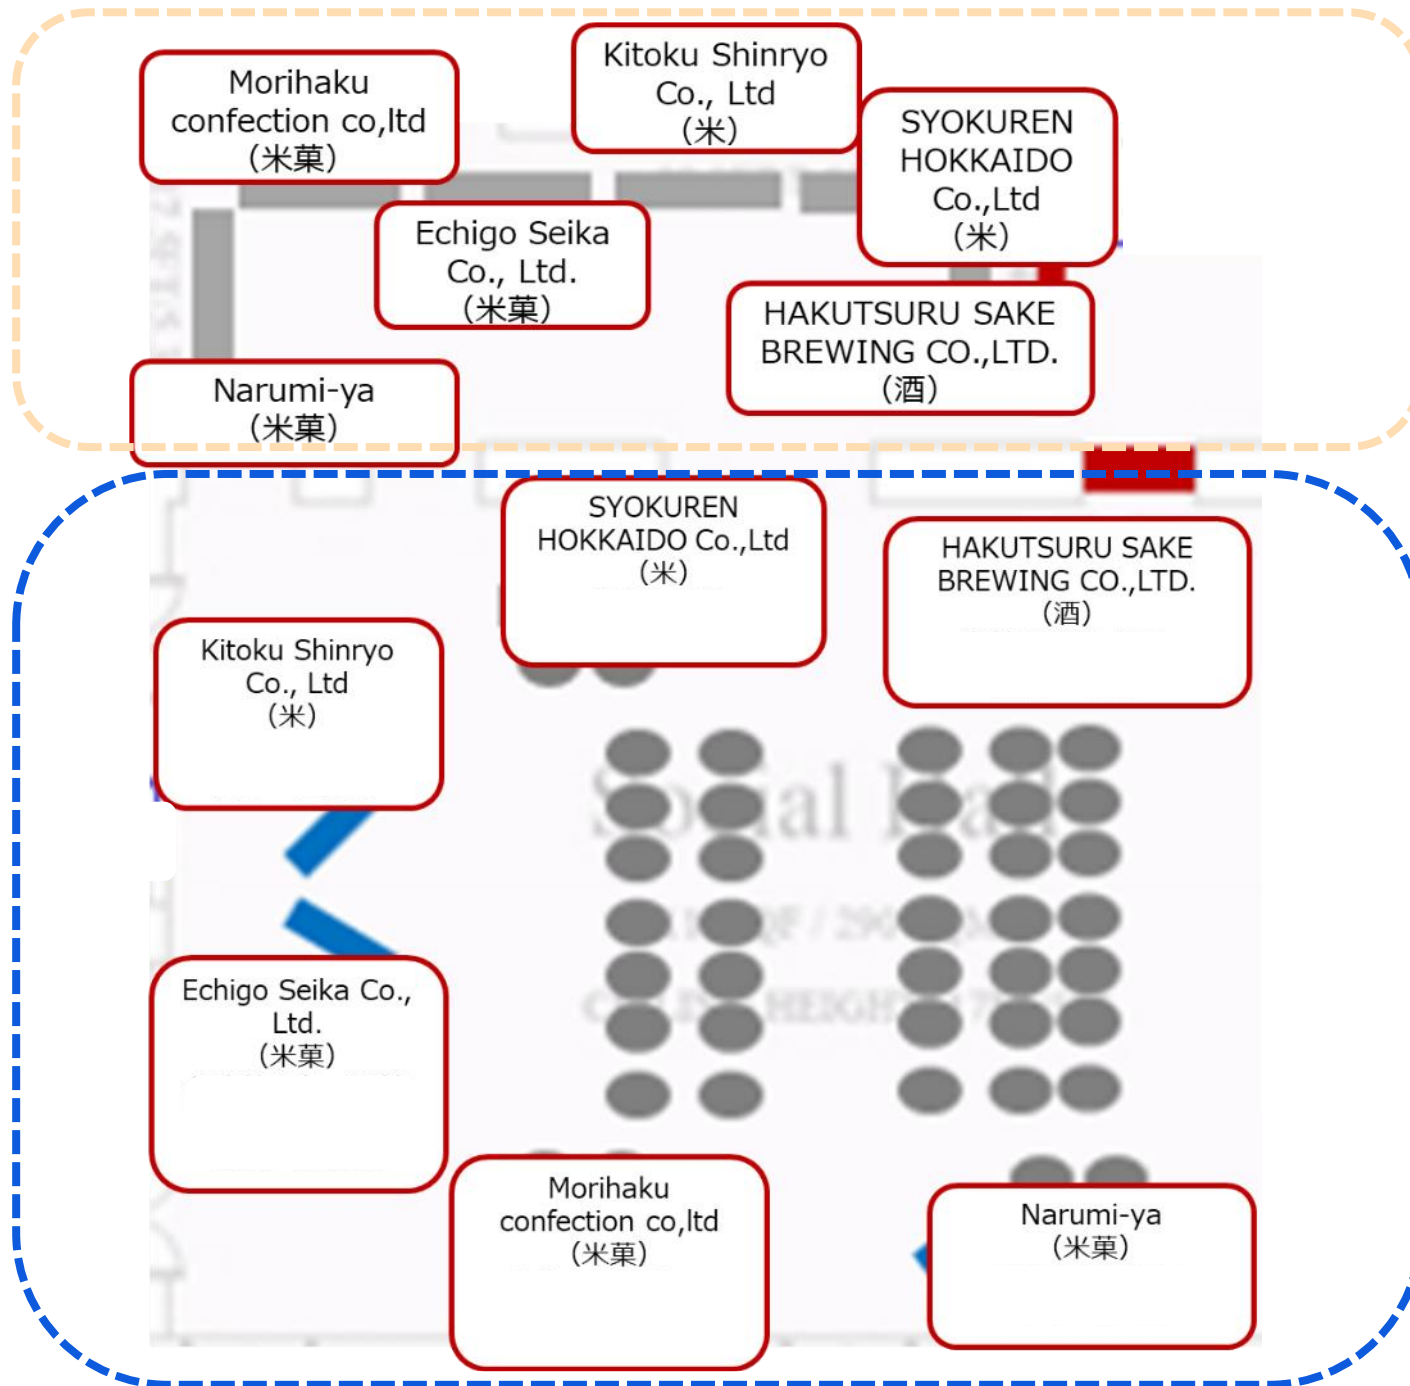 Morihaku
confection co,ltd
（米菓）
Kitoku Shinryo
Co., Ltd
（米）
SYOKUREN
HOKKAIDO
Co.,Ltd
（米）
Echigo Seika
Co., Ltd.
（米菓）
HAKUTSURU SAKE
BREWING CO.,LTD.
（酒）
Narumi-ya
（米菓）
SYOKUREN
HOKKAIDO Co.,Ltd
（米）
HAKUTSURU SAKE
BREWING CO.,LTD.
（酒）
Kitoku Shinryo
Co., Ltd
（米）
Echigo Seika Co.,
Ltd.
（米菓）
Morihaku
confection co,ltd
（米菓）
Narumi-ya
（米菓）